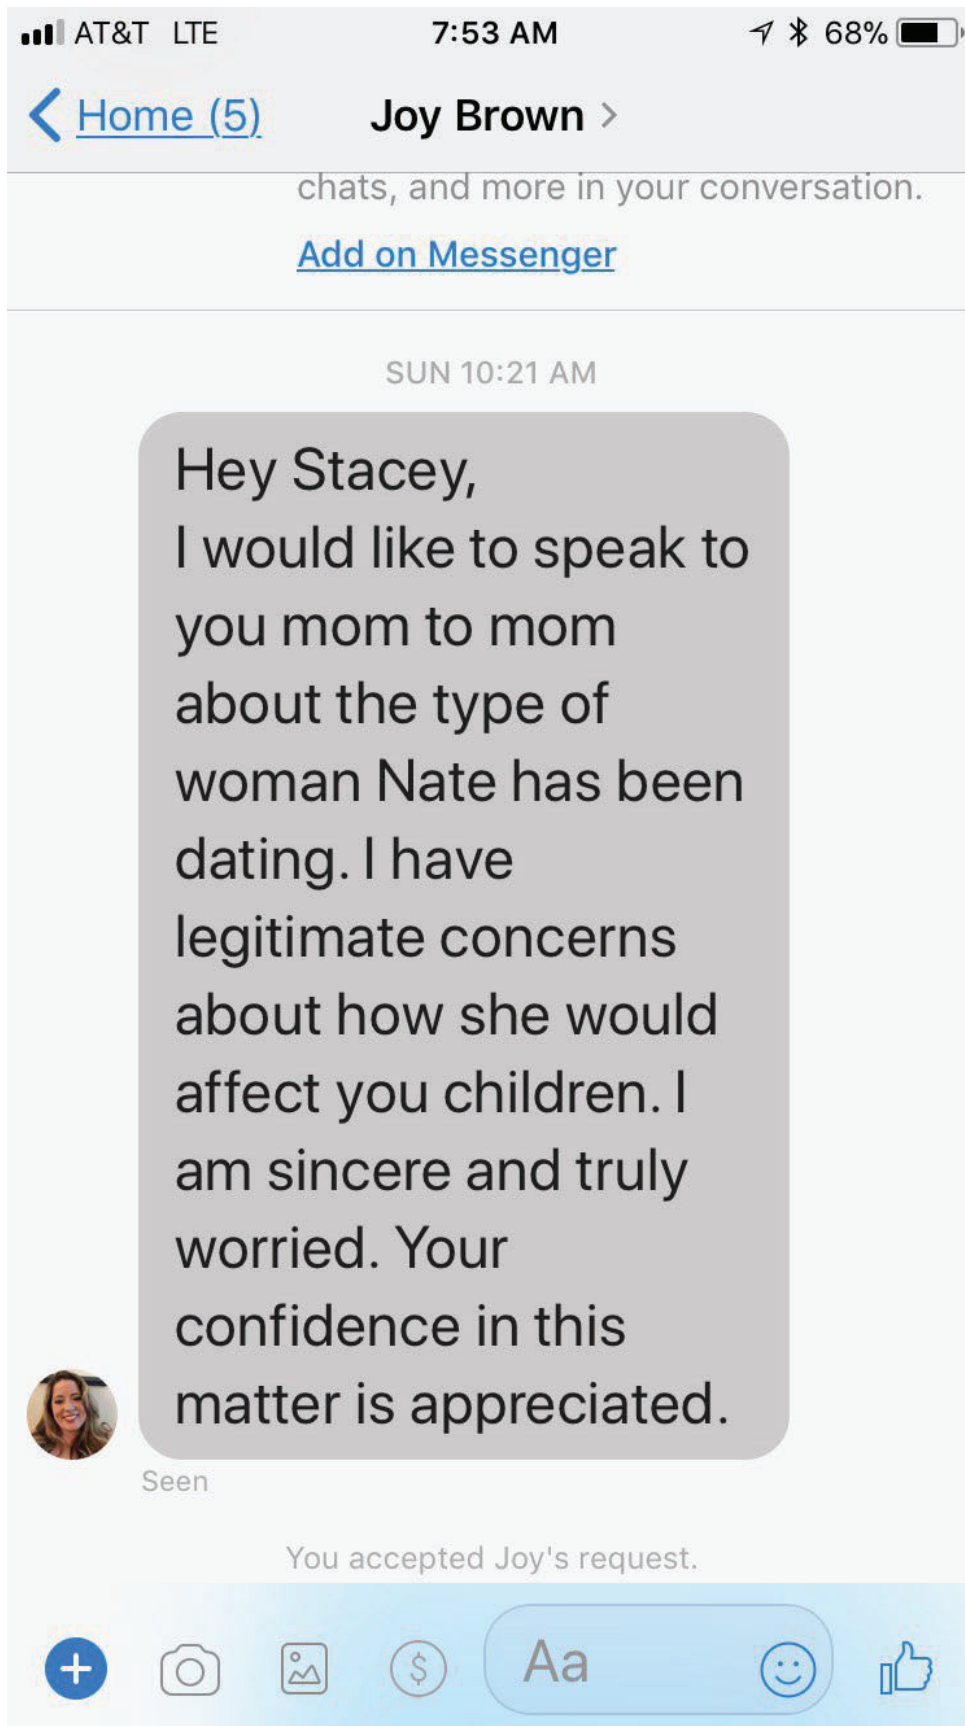 AT&T LTE 7:53 AM 68%
Home (5) Joy Brown
chats, and more in your conversation.
Add on Messenger
SUN 10:21 AM
Hey Stacey,
I would like to speak to
you mom to mom
about the type of
woman Nate has been
dating. I have
legitimate concerns
about how she would
affect you children. I
am sincere and truly
worried. Your
confidence in this
matter is appreciated.
Seen
You accepted Joy's request.
Aa